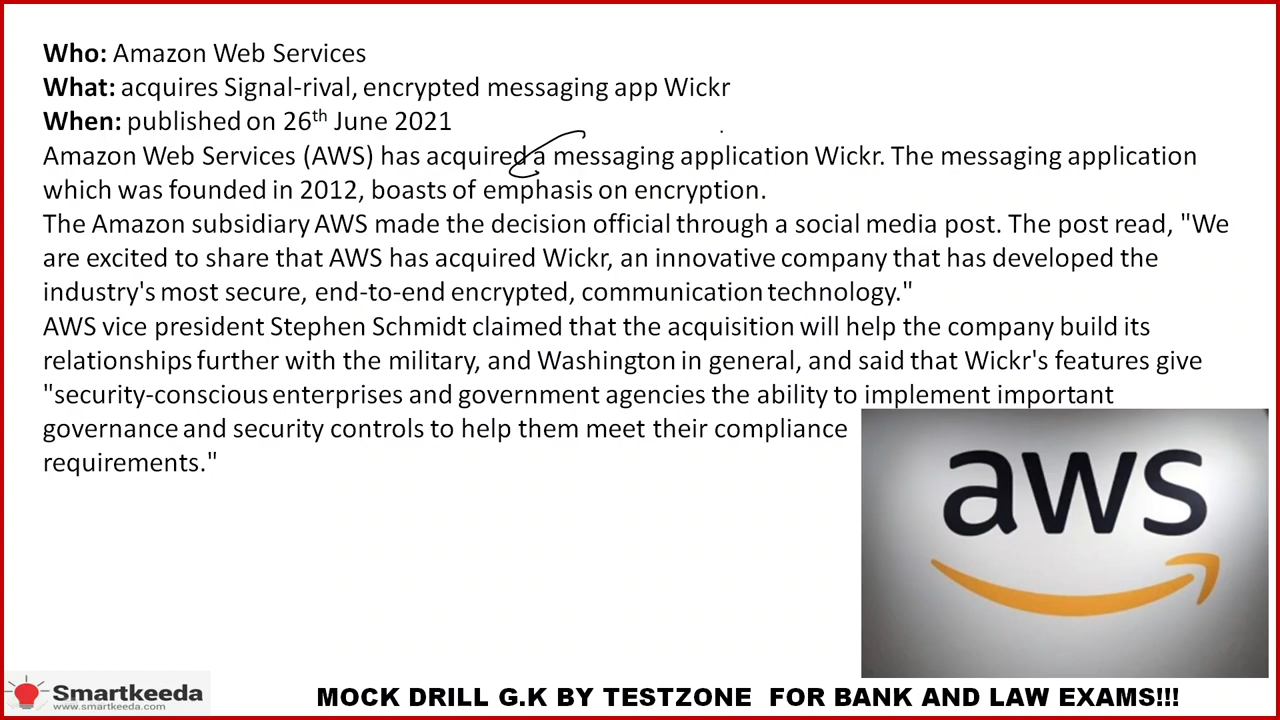 Who: Amazon Web Services
What: acquires Signal-rival, encrypted messaging app Wickr
When: published on 26th June 2021
Amazon Web Services (AWS) has acquired a messaging application Wickr. The messaging application
which was founded in 2012, boasts of emphasis on encryption.
The Amazon subsidiary AWS made the decision official through a social media post. The post read, "We
are excited to share that AWS has acquired Wickr, an innovative company that has developed the
industry's most secure, end-to-end encrypted, communication technology."
AWS vice president Stephen Schmidt claimed that the acquisition will help the company build its
relationships further with the military, and Washington in general, and said that Wickr's features give
"security-conscious enterprises and government agencies the ability to implement important
governance and security controls to help them meet their compliance
requirements."
aws
Smartkeeda
www.smartkeeda.com
MOCK DRILL G.K BY TESTZONE FOR BANK AND LAW EXAMS!!!